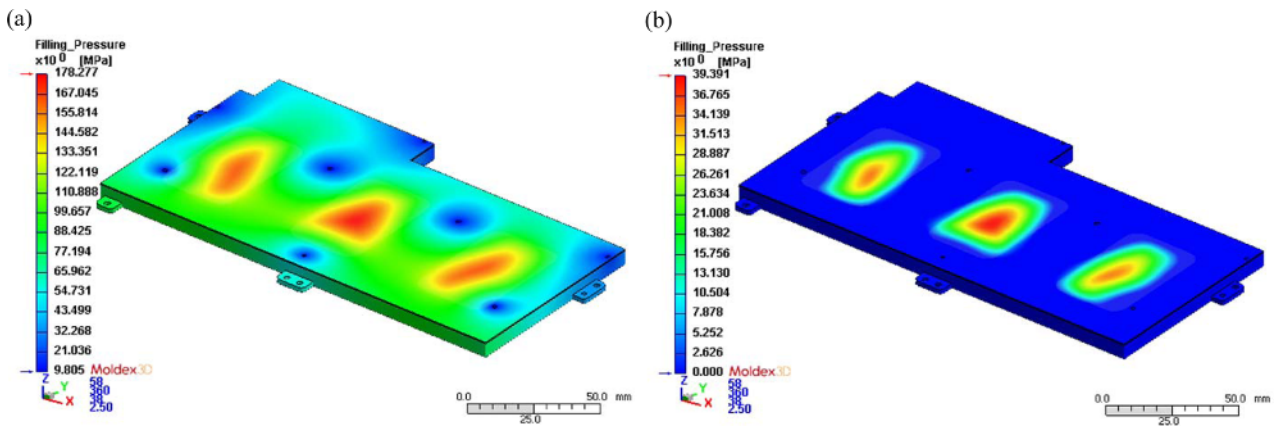 (a)
Filling_Pressure
x10 0 [MPa]
178.277
167.045
155.814
144.582
133.351
122.119
110.888
99.657
88.425
77.194
65.962
54.731
43.499
32.268
21.036
9.805
Moldex3D
Z
Y
X
58
360
38
2.50
0.0
50.0
mm
25.0
(b)
Filling_Pressure
x10 0 [MPa]
39.391
36.765
34.139
31.513
28.887
26.261
23.634
21.008
18.382
15.756
13.130
10.504
7.878
5.252
2.626
0.000
Moldex3D
Z
Y
X
58
360
38
2.50
0.0
50.0
mm
25.0